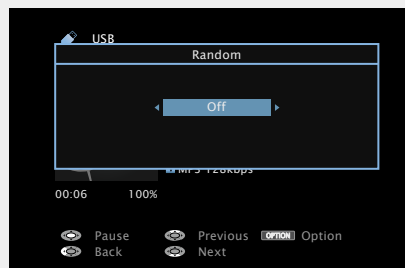 USB
Random
Off
MP3 128kbps
00:06 100%
Pause Previous OPTION Option
Back Next